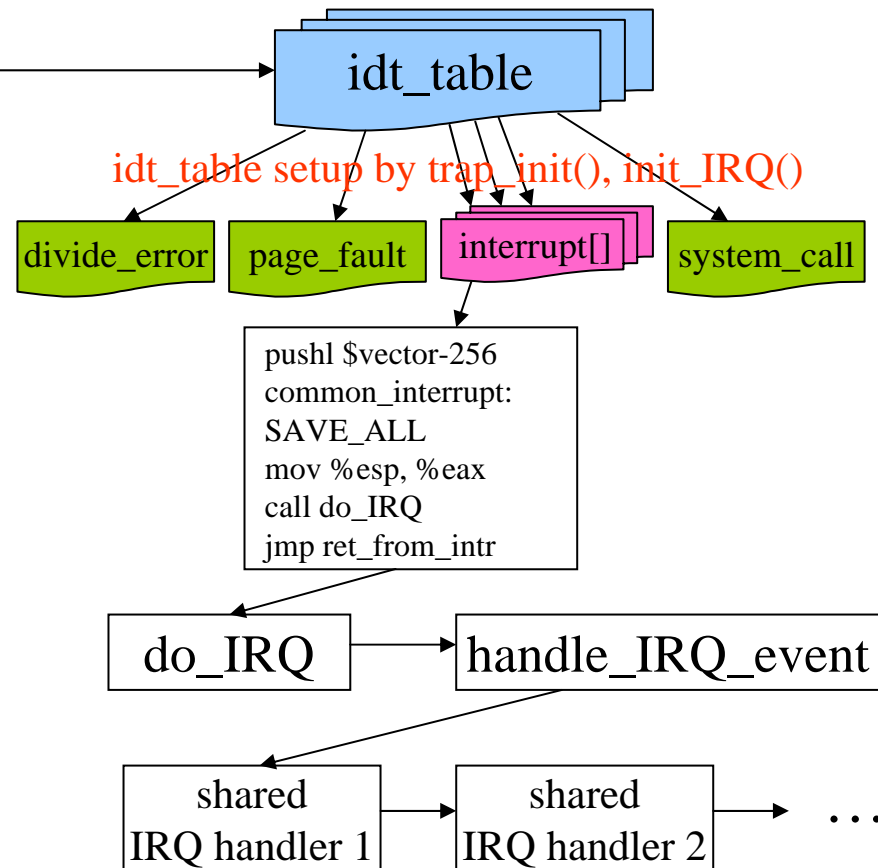 idt_table
idt_table setup by trap_init(), init_IRQ()
divide_error
page_fault
interrupt[]
system_call
pushl $vector-256
common_interrupt:
SAVE_ALL
mov %esp, %eax
call do_IRQ
jmp ret_from_intr
do_IRQ
handle_IRQ_event
shared
IRQ handler 1
shared
IRQ handler 2
…